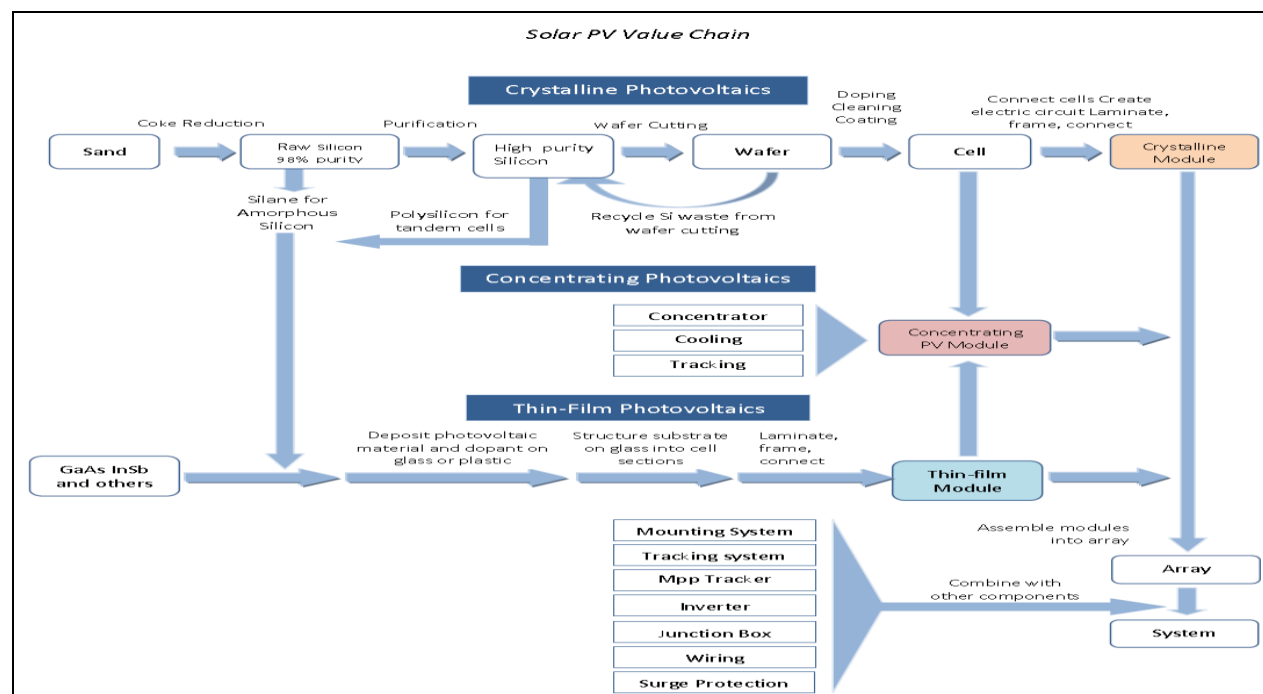 Solar PV Value Chain
Crystalline Photovoltaics
Coke Reduction
Purification
Wafer Cutting
Doping
Cleaning
Coating
Connect cells Create
electric circuit Laminate,
frame, connect
Sand
Raw Silicon
98% purity
High purity
Silicon
Wafer
Cell
Crystalline
Module
Silane for
Amorphous
Silicon
Polysilicon for
tandem cells
Recycle Si waste from
wafer cutting
Concentrating Photovoltaics
Concentrator
Cooling
Tracking
Concentrating
PV Module
Thin-Film Photovoltaics
Deposit photovoltaic
material and dopant on
glass or plastic
Structure substrate
on glass into cell
sections
Laminate,
frame,
connect
GaAs InSb
and others
Thin-film
Module
Mounting System
Tracking system
Mpp Tracker
Inverter
Junction Box
Wiring
Surge Protection
Assemble modules
into array
Combine with
other components
Array
System